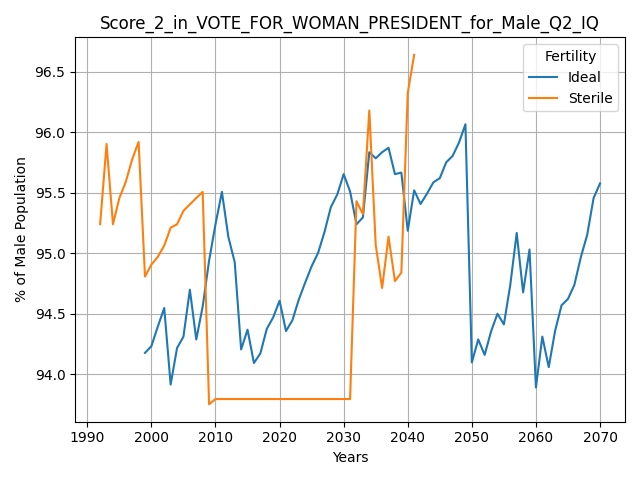 Score_2_in_VOTE_FOR_WOMAN_PRESIDENT_for_Male_Q2_IQ
Fertility
Ideal
Sterile
% of Male Population
96.5
96.0
95.5
95.0
94.5
94.0
1990 2000 2010 2020 2030 2040 2050 2060 2070
Years